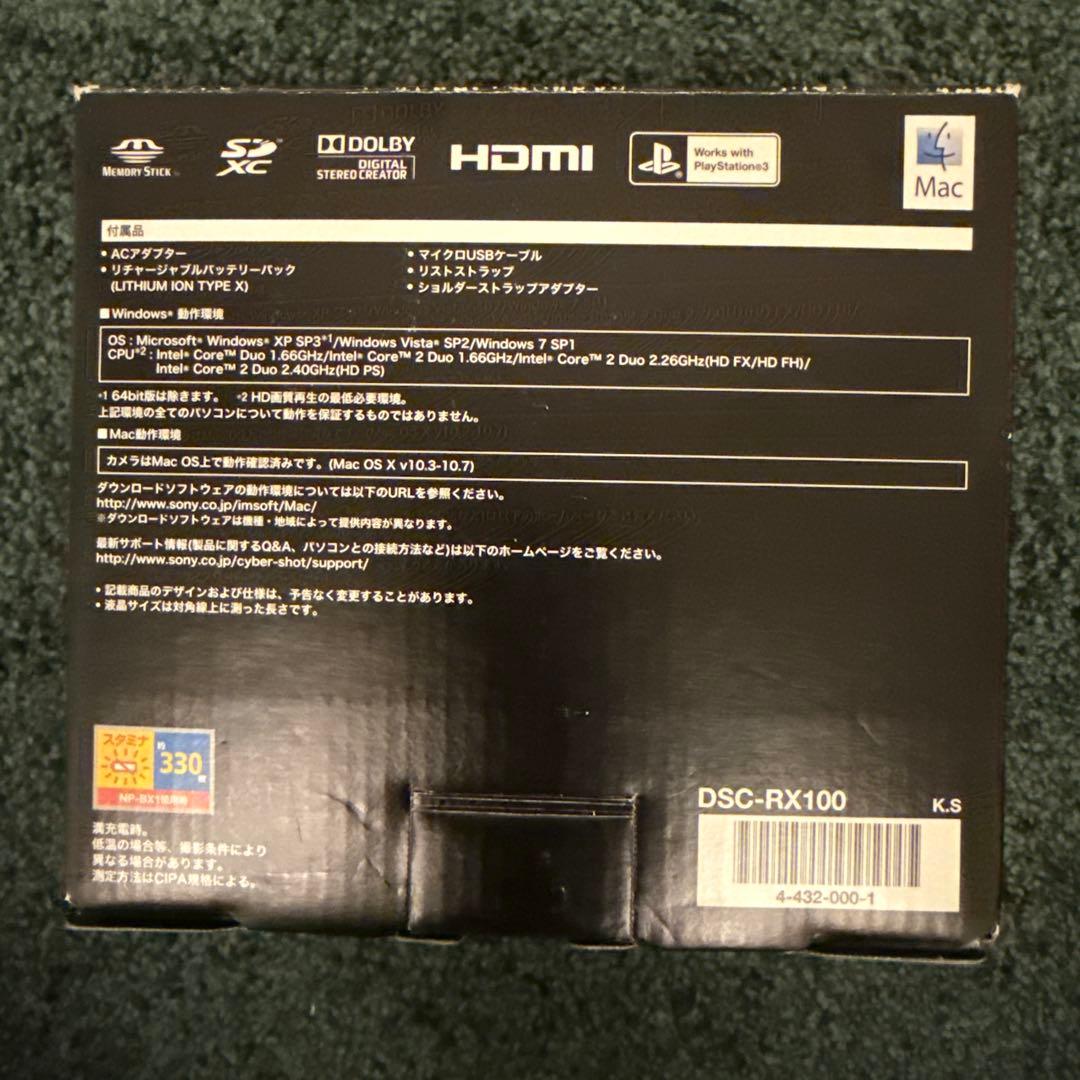 MEMORY STICK™
SDXC™
DOLBY
DIGITAL
STEREO CREATOR
HDMI
Works with
PlayStation®3
Mac
付属品
• ACアダプター
• リチャージャブルバッテリーパック
(LITHIUM ION TYPE X)
• マイクロUSBケーブル
• リストストラップ
• ショルダーストラップアダプター
■Windows® 動作環境
OS : Microsoft® Windows® XP SP3*1/Windows Vista® SP2/Windows 7 SP1
CPU*2 : Intel® Core™ Duo 1.66GHz/Intel® Core™ 2 Duo 1.66GHz/Intel® Core™ 2 Duo 2.26GHz(HD FX/HD FH)/
Intel® Core™ 2 Duo 2.40GHz(HD PS)
*1 64bit版は除きます。 *2 HD画質再生の最低必要環境。
上記環境の全てのパソコンについて動作を保証するものではありません。
■Mac動作環境
カメラはMac OS上で動作確認済みです。(Mac OS X v10.3-10.7)
ダウンロードソフトウェアの動作環境については以下のURLを参照ください。
http://www.sony.co.jp/imsoft/Mac/
※ダウンロードソフトウェアは機種・地域によって提供内容が異なります。
最新サポート情報(製品に関するQ&A、パソコンとの接続方法など)は以下のホームページをご覧ください。
http://www.sony.co.jp/cyber-shot/support/
• 記載商品のデザインおよび仕様は、予告なく変更することがあります。
• 液晶サイズは対角線上に測った長さです。
スタミナ
約330枚
NP-BX1使用時
満充電時。
低温の場合等、撮影条件により
異なる場合があります。
測定方法はCIPA規格による。
DSC-RX100
K.S
4-432-000-1